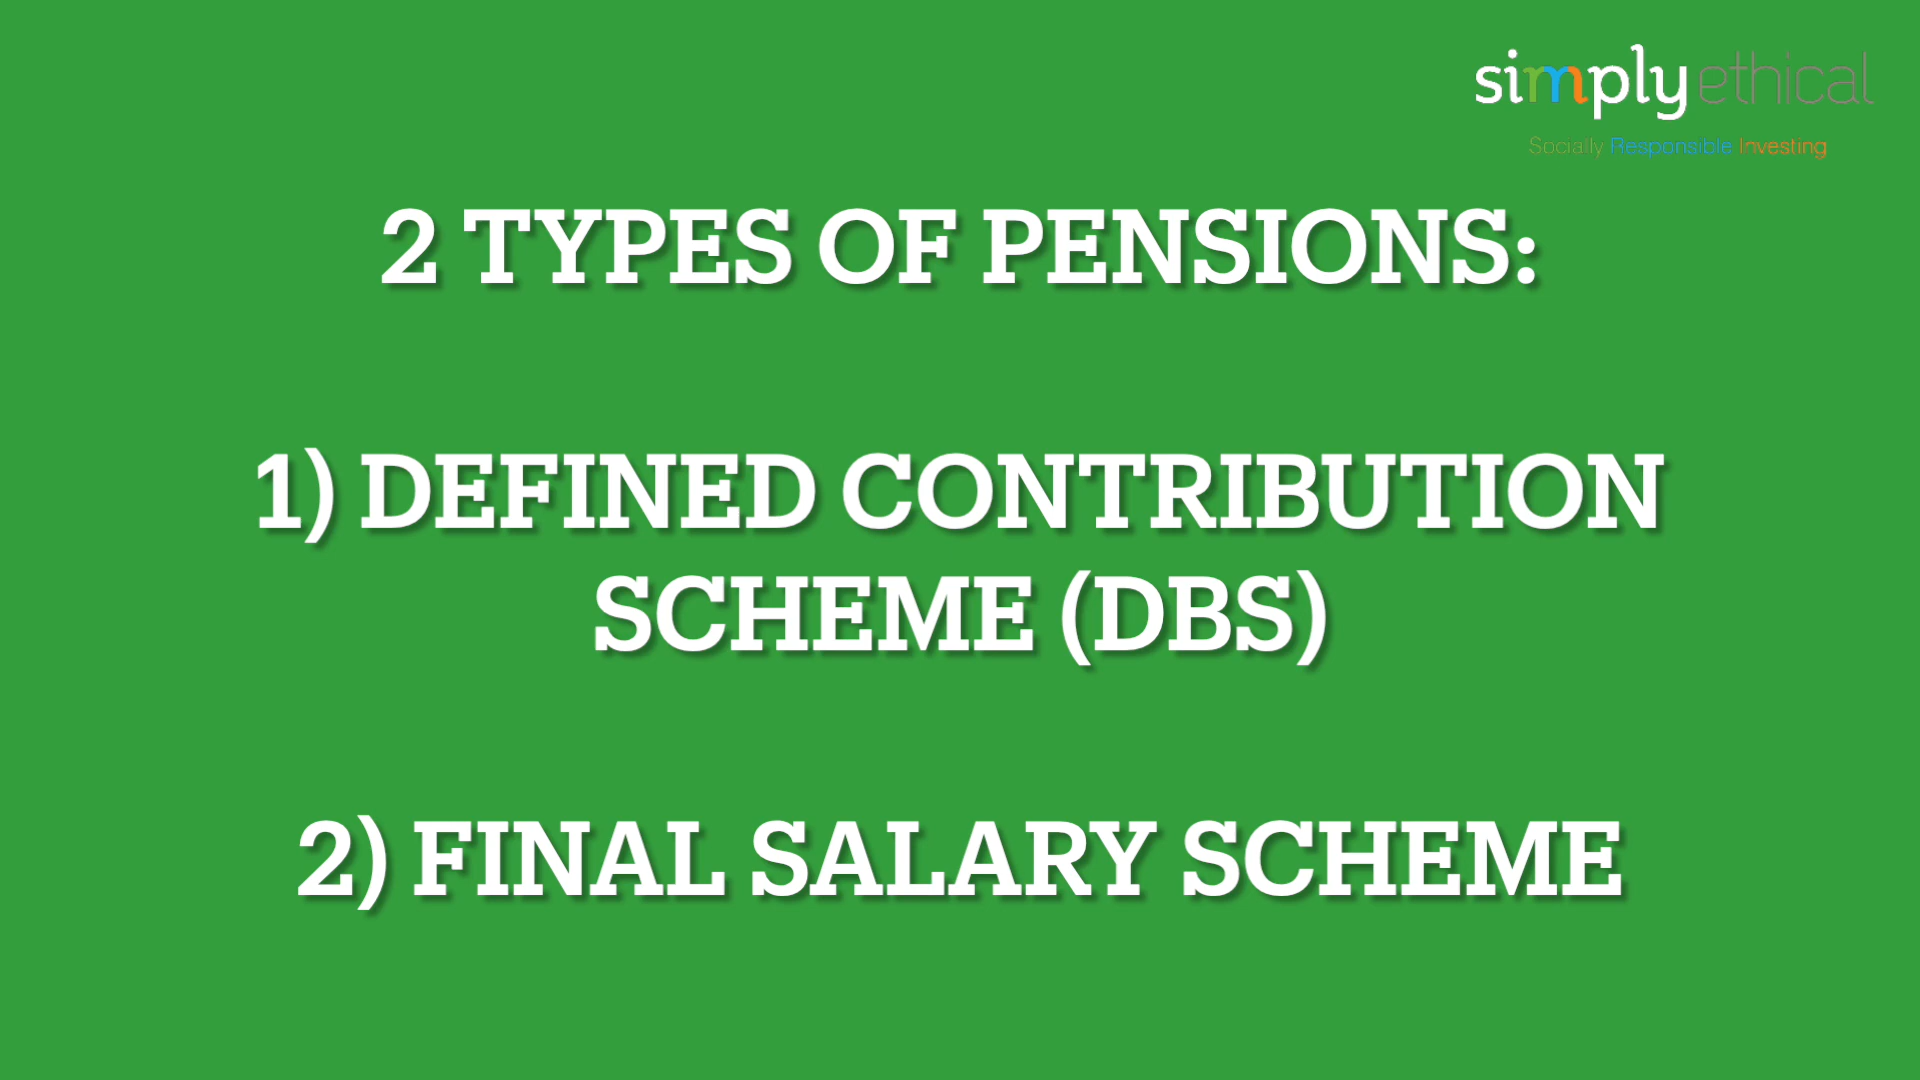 simplyethical
Socially Responsible Investing
2 TYPES OF PENSIONS:
1) DEFINED CONTRIBUTION
SCHEME (DBS)
2) FINAL SALARY SCHEME